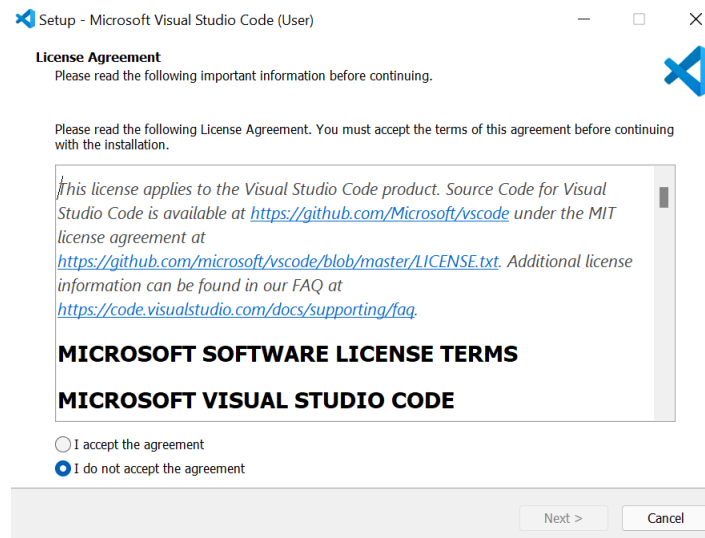 Setup - Microsoft Visual Studio Code (User)
License Agreement
Please read the following important information before continuing.
Please read the following License Agreement. You must accept the terms of this agreement before continuing
with the installation.
This license applies to the Visual Studio Code product. Source Code for Visual
Studio Code is available at https://github.com/Microsoft/vscode under the MIT
license agreement at
https://github.com/microsoft/vscode/blob/master/LICENSE.txt. Additional license
information can be found in our FAQ at
https://code.visualstudio.com/docs/supporting/faq.
MICROSOFT SOFTWARE LICENSE TERMS
MICROSOFT VISUAL STUDIO CODE
I accept the agreement
I do not accept the agreement
Next >
Cancel